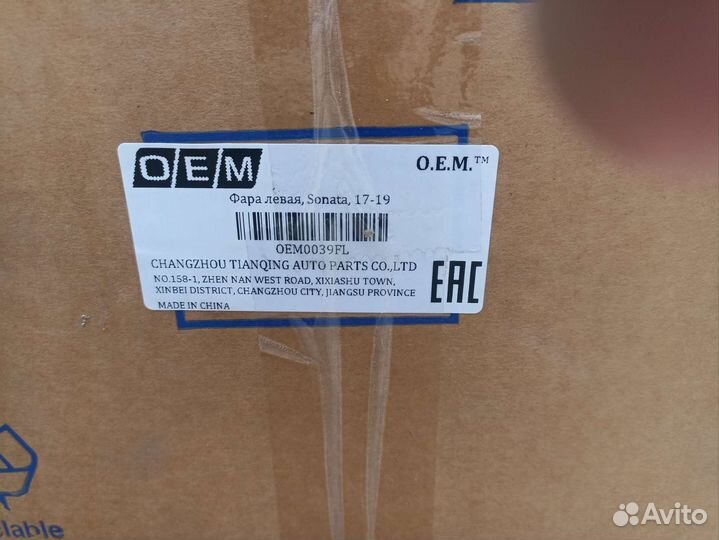 OEM
O.E.M.™
Фара левая, Sonata, 17-19
OEM0039FL
CHANGZHOU TIANQING AUTO PARTS CO.,LTD
NO.158-1, ZHEN NAN WEST ROAD, XIXIASHU TOWN,
XINBEI DISTRICT, CHANGZHOU CITY, JIANGSU PROVINCE
MADE IN CHINA
EAC
clable
Avito